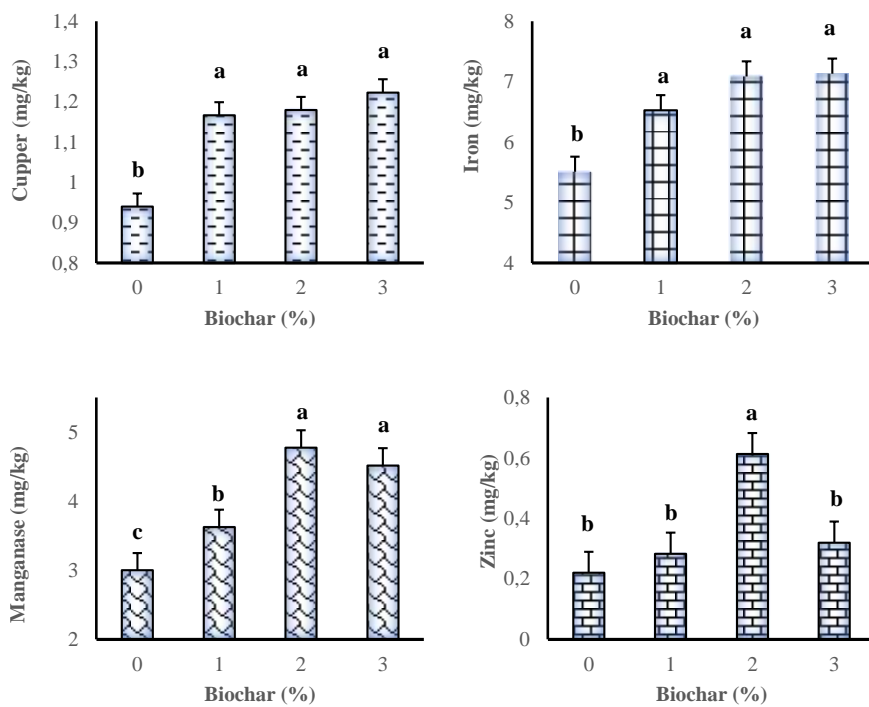 Cupper (mg/kg)
1,4
1,3
1,2
1,1
1
0,9
0,8
b
a
a
a
0
1
2
3
Biochar (%)
Iron (mg/kg)
8
7
6
5
4
b
a
a
a
0
1
2
3
Biochar (%)
Manganase (mg/kg)
5
4
3
2
c
b
a
a
0
1
2
3
Biochar (%)
Zinc (mg/kg)
0,8
0,6
0,4
0,2
0
b
b
a
b
0
1
2
3
Biochar (%)